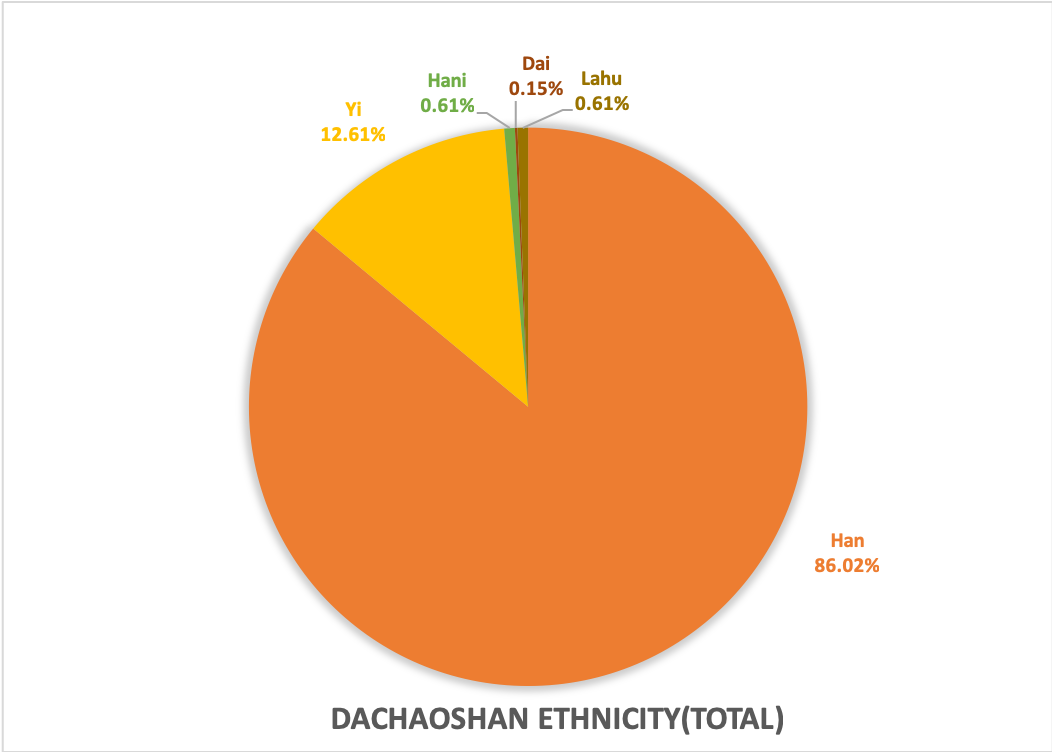 Dai
0.15%
Lahu
0.61%
Hani
0.61%
Yi
12.61%
Han
86.02%
DACHAOSHAN ETHNICITY(TOTAL)